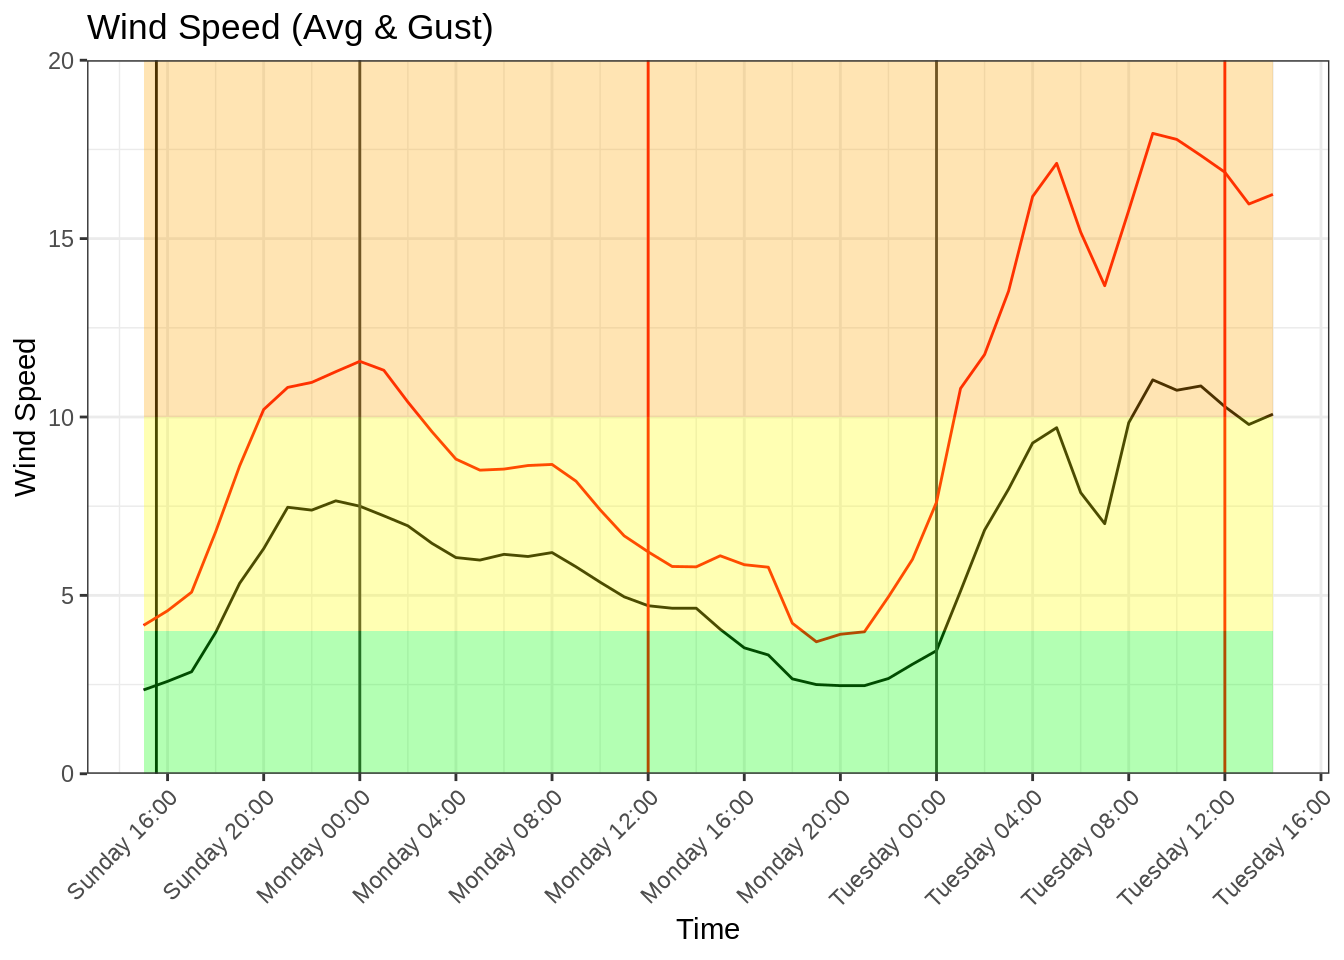 Wind Speed (Avg & Gust)
20
15
10
5
0
Wind Speed
Sunday 16:00
Sunday 20:00
Monday 00:00
Monday 04:00
Monday 08:00
Monday 12:00
Monday 16:00
Monday 20:00
Tuesday 00:00
Tuesday 04:00
Tuesday 08:00
Tuesday 12:00
Tuesday 16:00
Time